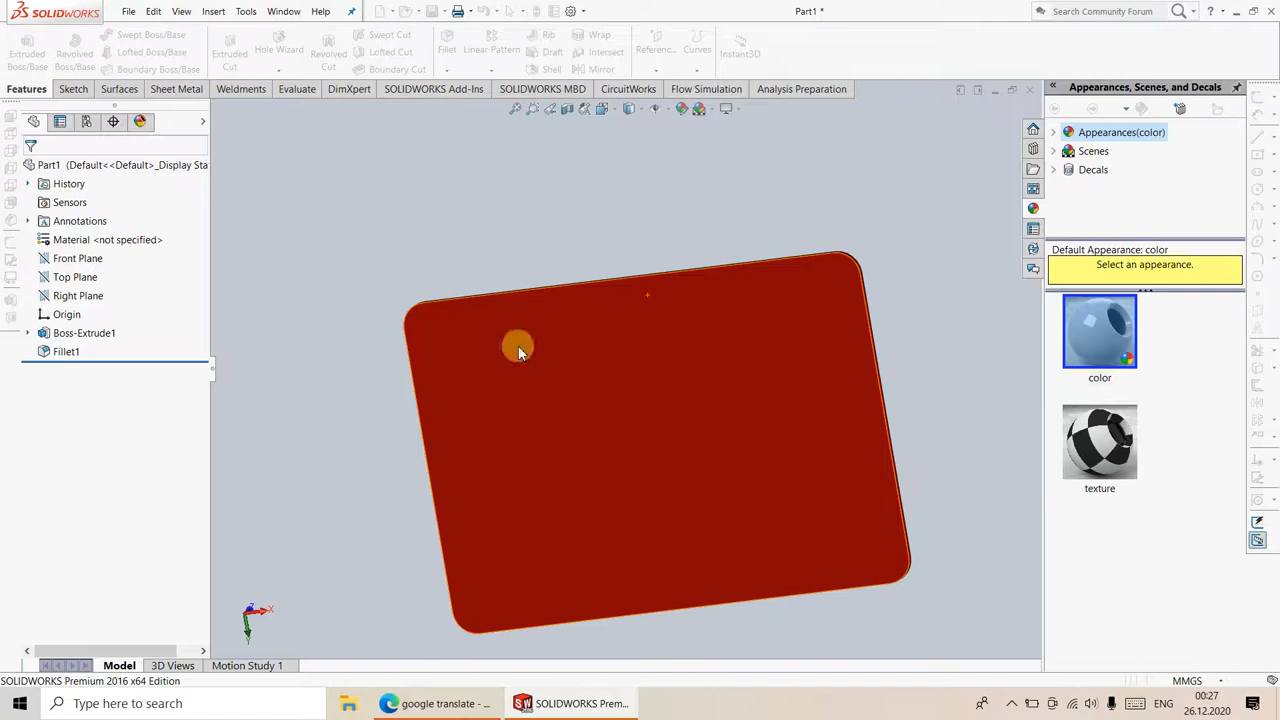 SOLIDWORKS File Edit View Insert Tools Window Help Part1 * Search Community Forum
Extruded Boss/Base Revolved Boss/Base Swept Boss/Base Lofted Boss/Base Boundary Boss/Base Extruded Cut Hole Wizard Revolved Cut Swept Cut Lofted Cut Boundary Cut Fillet Linear Pattern Rib Draft Shell Wrap Intersect Mirror Referenc... Curves Instant3D
Features Sketch Surfaces Sheet Metal Weldments Evaluate DimXpert SOLIDWORKS Add-Ins SOLIDWORKS MBD CircuitWorks Flow Simulation Analysis Preparation
Part1 (Default<<Default>_Display Sta
History
Sensors
Annotations
Material <not specified>
Front Plane
Top Plane
Right Plane
Origin
Boss-Extrude1
Fillet1
X
Appearances, Scenes, and Decals
Appearances(color)
Scenes
Decals
Default Appearance: color
Select an appearance.
color
texture
Model 3D Views Motion Study 1
SOLIDWORKS Premium 2016 x64 Edition MMGS
Type here to search google translate - ... SOLIDWORKS Prem... ENG 00:27
26.12.2020